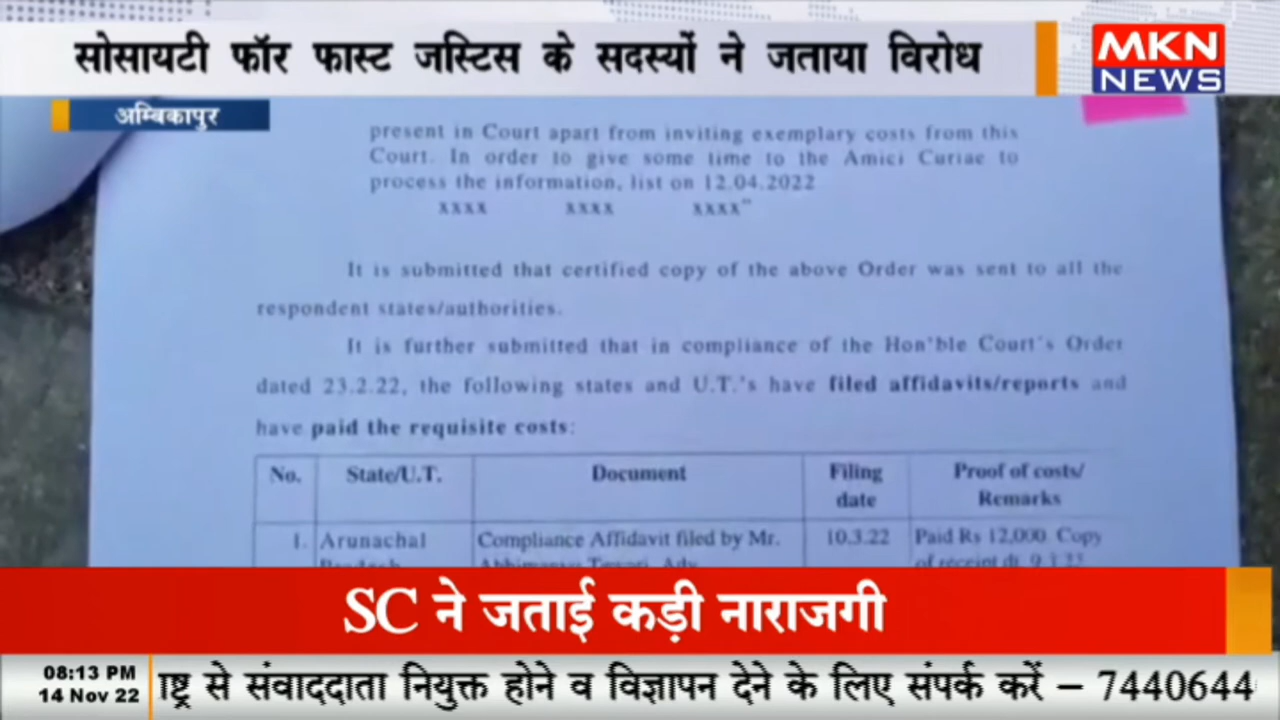 सोसायटी फॉर फास्ट जस्टिस के सदस्यों ने जताया विरोध
MKN
NEWS
अम्बिकापुर
present in Court apart from inviting exemplary costs from this
Court. In order to give some time to the Amici Curiae to
process the information, list on 12.04.2022
xxxx xxxx xxxx"
It is submitted that certified copy of the above Order was sent to all the
respondent states/authorities.
It is further submitted that in compliance of the Hon'ble Court's Order
dated 23.2.22, the following states and U.T.'s have filed affidavits/reports and
have paid the requisite costs:
No. State/U.T. Document Filing date Proof of costs/ Remarks
1. Arunachal Compliance Affidavit filed by Mr. 10.3.22 Paid Rs 12,000. Copy
of receipt dt.
SC ने जताई कड़ी नाराजगी
08:13 PM
14 Nov 22
ाष्ट्र से संवाददाता नियुक्त होने व विज्ञापन देने के लिए संपर्क करें – 7440644